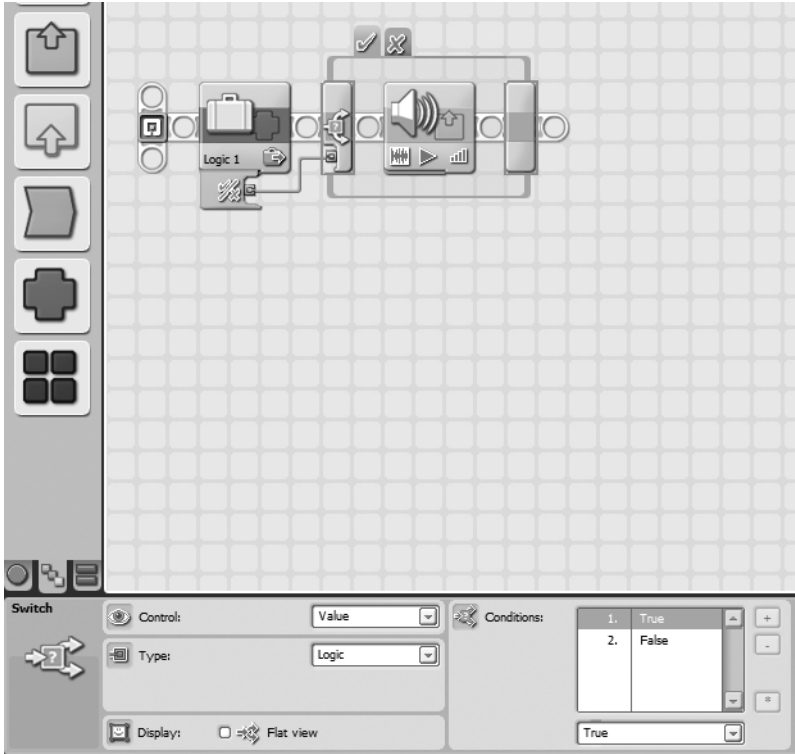 Logic 1
Switch
Control:
Value
Type:
Logic
Display:
Flat view
Conditions:
1. True
2. False
+
-
*
True